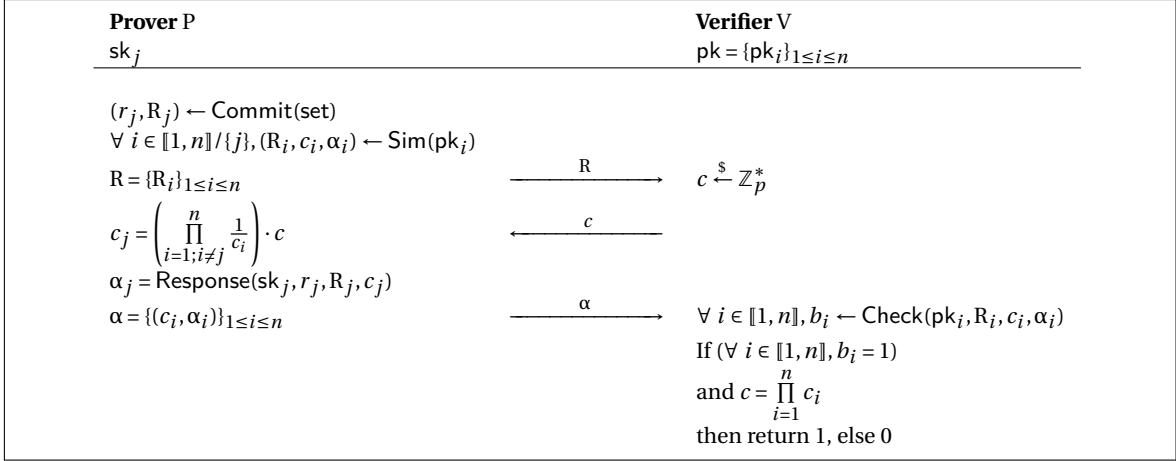 Prover P Verifier V
sk_j pk = {pk_i}_{1≤i≤n}
(r_j, R_j) ← Commit(set)
∀ i ∈ ⟦1, n⟧/{j}, (R_i, c_i, α_i) ← Sim(pk_i)
R = {R_i}_{1≤i≤n} R c $← ℤ*_p
c_j = (∏_{i=1;i≠j}^{n} 1/c_i) · c c
α_j = Response(sk_j, r_j, R_j, c_j)
α = {(c_i, α_i)}_{1≤i≤n} α ∀ i ∈ ⟦1, n⟧, b_i ← Check(pk_i, R_i, c_i, α_i)
If (∀ i ∈ ⟦1, n⟧, b_i = 1)
and c = ∏_{i=1}^{n} c_i
then return 1, else 0